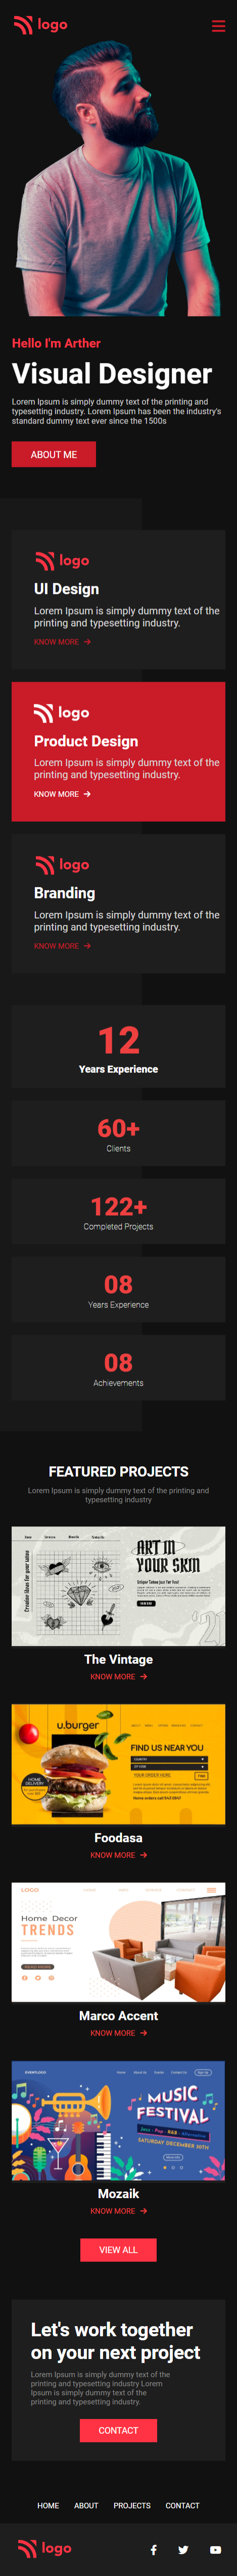 logo
Hello I'm Arther
Visual Designer
Lorem Ipsum is simply dummy text of the printing and
typesetting industry. Lorem Ipsum has been the industry's
standard dummy text ever since the 1500s
ABOUT ME
logo
UI Design
Lorem Ipsum is simply dummy text of the
printing and typesetting industry.
KNOW MORE
logo
Product Design
Lorem Ipsum is simply dummy text of the
printing and typesetting industry.
KNOW MORE
logo
Branding
Lorem Ipsum is simply dummy text of the
printing and typesetting industry.
KNOW MORE
12
Years Experience
60+
Clients
122+
Completed Projects
08
Years Experience
08
Achievements
FEATURED PROJECTS
Lorem Ipsum is simply dummy text of the printing and
typesetting industry
ART IN
YOUR SKIN
The Vintage
KNOW MORE
u.burger
FIND US NEAR YOU
HOME
DELIVERY
YOUR ORDER HERE
Foodasa
KNOW MORE
LOGO
Home Decor
TRENDS
Marco Accent
KNOW MORE
MUSIC
FESTIVAL
SATURDAY DECEMBER 30TH
Mozaik
KNOW MORE
VIEW ALL
Let's work together
on your next project
Lorem Ipsum is simply dummy text of the
printing and typesetting industry Lorem
Ipsum is simply dummy text of the
printing and typesetting industry.
CONTACT
HOME ABOUT PROJECTS CONTACT
logo